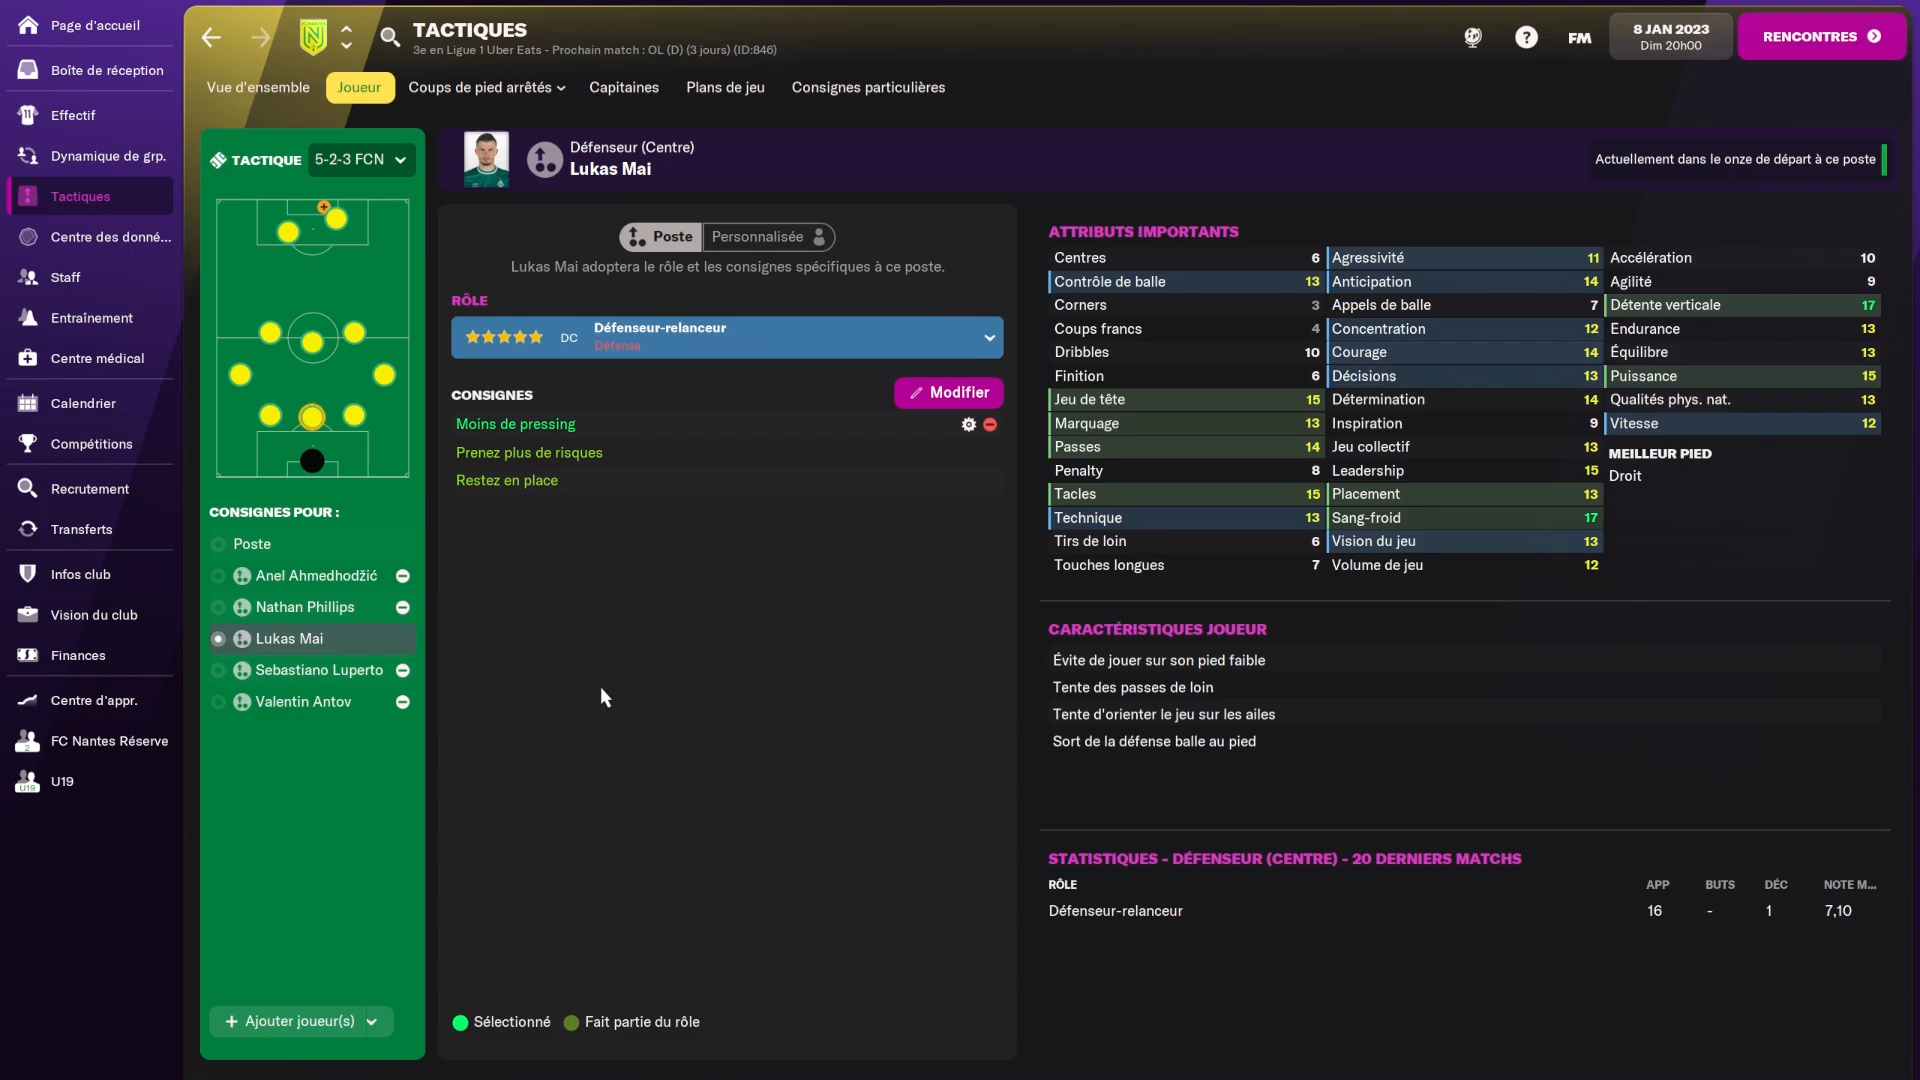 Page d'accueil
Boîte de réception
Effectif
Dynamique de grp.
Tactiques
Centre des donné...
Staff
Entraînement
Centre médical
Calendrier
Compétitions
Recrutement
Transferts
Infos club
Vision du club
Finances
Centre d'appr.
FC Nantes Réserve
U19
TACTIQUES
3e en Ligue 1 Uber Eats - Prochain match : OL (D) (3 jours) (ID:846)
?
FM
8 JAN 2023
Dim 20h00
RENCONTRES
Vue d'ensemble
Joueur
Coups de pied arrêtés
Capitaines
Plans de jeu
Consignes particulières
TACTIQUE
5-2-3 FCN
CONSIGNES POUR :
Poste
Anel Ahmedhodžić
Nathan Phillips
Lukas Mai
Sebastiano Luperto
Valentin Antov
+ Ajouter joueur(s)
Défenseur (Centre)
Lukas Mai
Actuellement dans le onze de départ à ce poste
Poste
Personnalisée
Lukas Mai adoptera le rôle et les consignes spécifiques à ce poste.
RÔLE
DC
Défenseur-relanceur
Défense
CONSIGNES
Modifier
Moins de pressing
Prenez plus de risques
Restez en place
Sélectionné
Fait partie du rôle
ATTRIBUTS IMPORTANTS
Centres 6 Agressivité 11 Accélération 10
Contrôle de balle 13 Anticipation 14 Agilité 9
Corners 3 Appels de balle 7 Détente verticale 17
Coups francs 4 Concentration 12 Endurance 13
Dribbles 10 Courage 14 Équilibre 13
Finition 6 Décisions 13 Puissance 15
Jeu de tête 15 Détermination 14 Qualités phys. nat. 13
Marquage 13 Inspiration 9 Vitesse 12
Passes 14 Jeu collectif 13 MEILLEUR PIED
Penalty 8 Leadership 15 Droit
Tacles 15 Placement 13
Technique 13 Sang-froid 17
Tirs de loin 6 Vision du jeu 13
Touches longues 7 Volume de jeu 12
CARACTÉRISTIQUES JOUEUR
Évite de jouer sur son pied faible
Tente des passes de loin
Tente d'orienter le jeu sur les ailes
Sort de la défense balle au pied
STATISTIQUES - DÉFENSEUR (CENTRE) - 20 DERNIERS MATCHS
RÔLE APP BUTS DÉC NOTE M...
Défenseur-relanceur 16 - 1 7,10